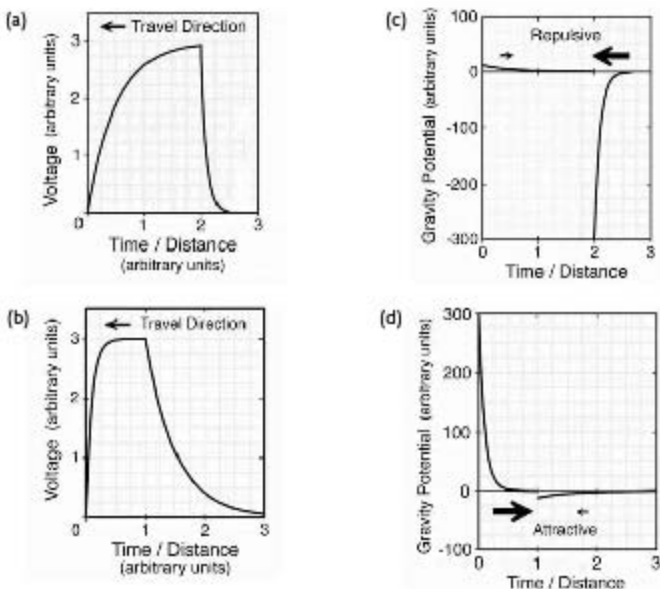 (a)
Travel Direction
Voltage (arbitrary units)
3
2
1
0
1
2
3
Time / Distance
(arbitrary units)
(c)
Gravity Potential (arbitrary units)
100
0
-100
-200
-300
Repulsive
0
1
2
3
Time / Distance
(b)
Travel Direction
Voltage (arbitrary units)
3
2
1
0
1
2
3
Time / Distance
(arbitrary units)
(d)
Gravity Potential (arbitrary units)
300
200
100
0
-100
Attractive
0
1
2
3
Time / Distance